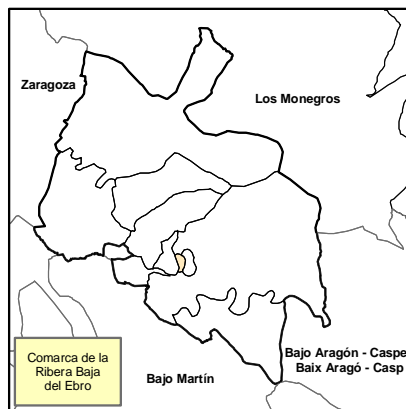 Zaragoza
Los Monegros
Bajo Aragón - Caspe
Baix Aragó - Casp
Bajo Martín
Comarca de la
Ribera Baja
del Ebro